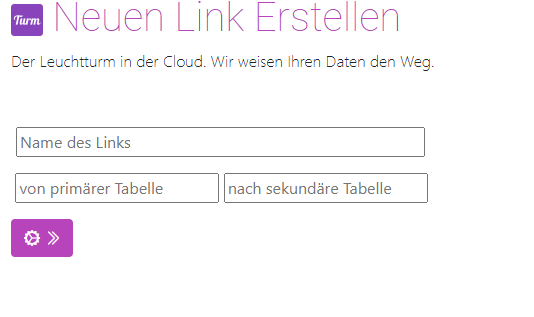 Turm Neuen Link Erstellen
Der Leuchtturm in der Cloud. Wir weisen Ihren Daten den Weg.
Name des Links
von primärer Tabelle nach sekundäre Tabelle